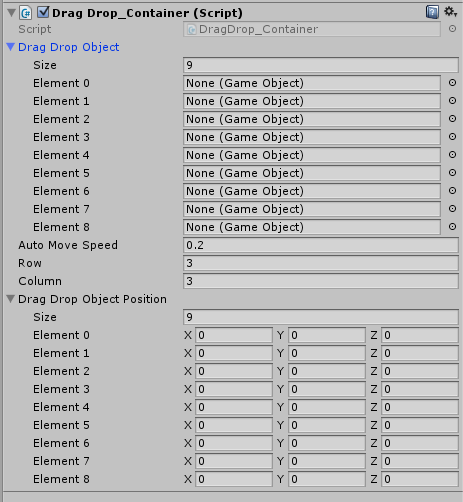 Drag Drop_Container (Script)
Script DragDrop_Container
Drag Drop Object
Size 9
Element 0 None (Game Object)
Element 1 None (Game Object)
Element 2 None (Game Object)
Element 3 None (Game Object)
Element 4 None (Game Object)
Element 5 None (Game Object)
Element 6 None (Game Object)
Element 7 None (Game Object)
Element 8 None (Game Object)
Auto Move Speed 0.2
Row 3
Column 3
Drag Drop Object Position
Size 9
Element 0 X 0 Y 0 Z 0
Element 1 X 0 Y 0 Z 0
Element 2 X 0 Y 0 Z 0
Element 3 X 0 Y 0 Z 0
Element 4 X 0 Y 0 Z 0
Element 5 X 0 Y 0 Z 0
Element 6 X 0 Y 0 Z 0
Element 7 X 0 Y 0 Z 0
Element 8 X 0 Y 0 Z 0